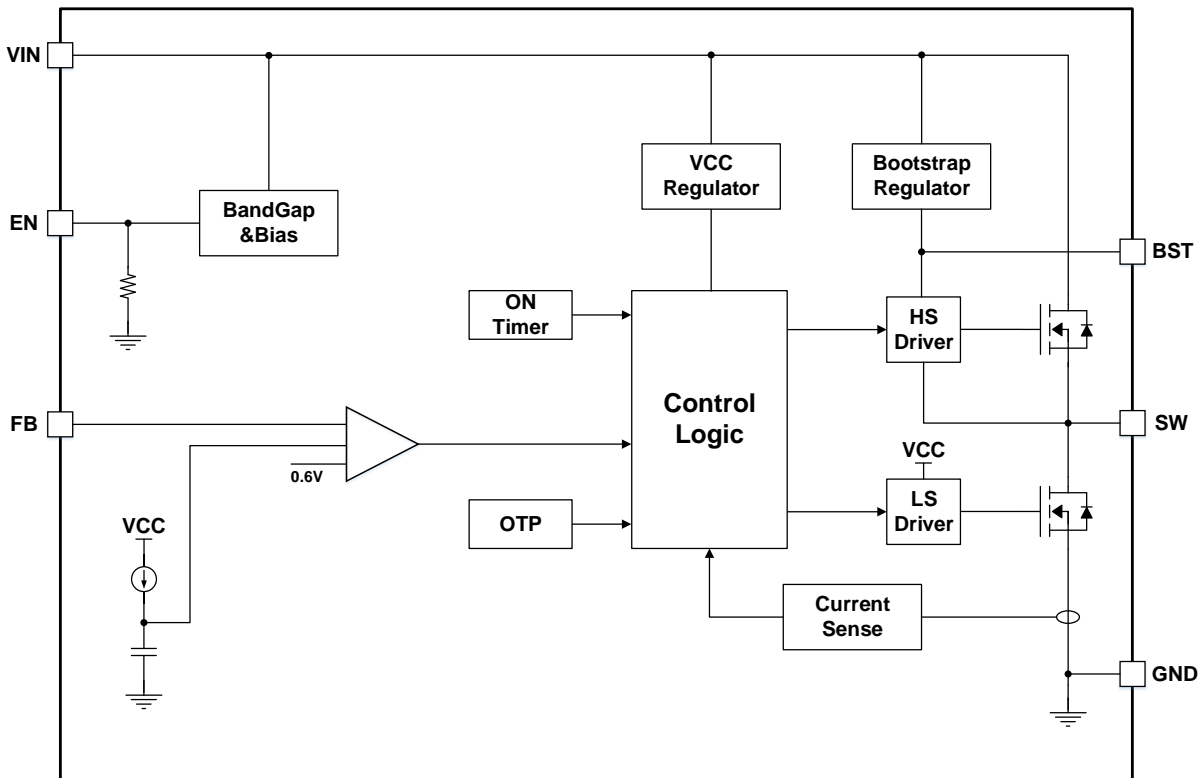 VIN
VCC
Regulator
Bootstrap
Regulator
BandGap
&Bias
EN
BST
ON
Timer
HS
Driver
Control
Logic
FB
SW
0.6V
VCC
LS
Driver
OTP
VCC
Current
Sense
GND